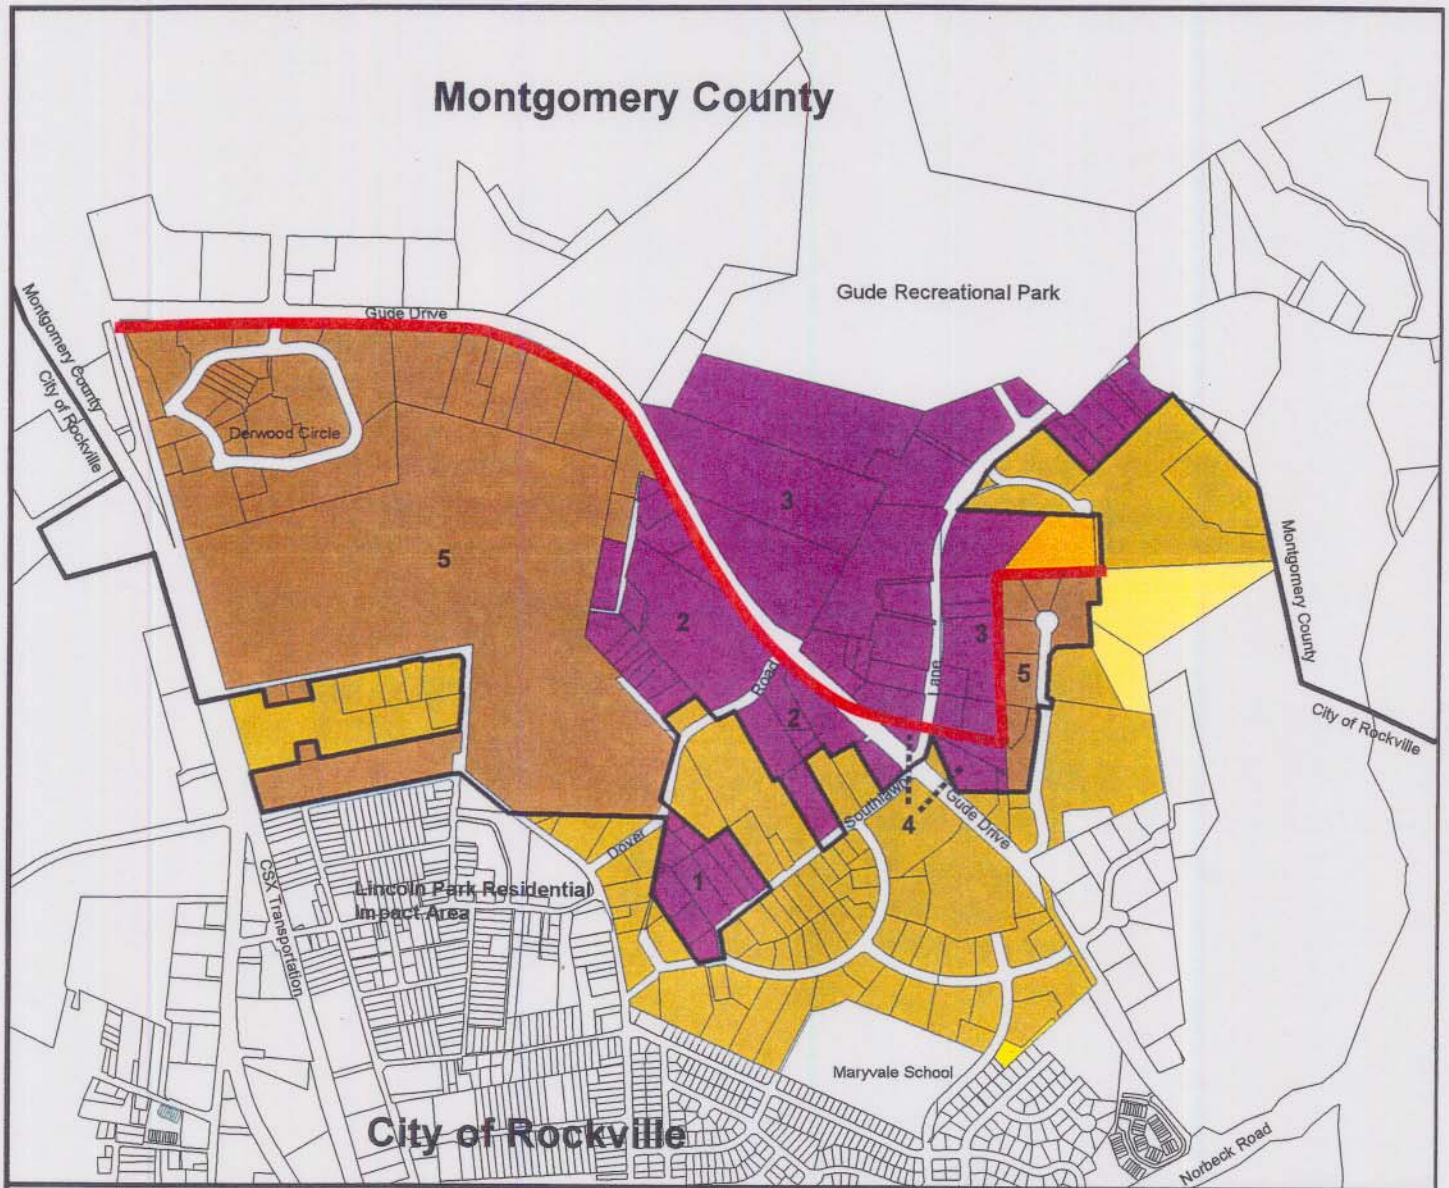 Montgomery County
Gude Recreational Park
Montgomery County
City of Rockville
Gude Drive
Derwood Circle
3
5
2
Montgomery County
City of Rockville
3
5
Lane
Road
2
Southlawn
Gude Drive
4
Dover
1
Lincoln Park Residential
Impact Area
CSX Transportation
Maryvale School
City of Rockville
Norbeck Road